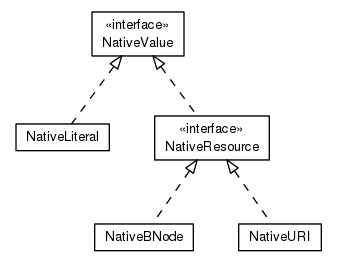 «interface»
NativeValue
NativeLiteral
«interface»
NativeResource
NativeBNode
NativeURI